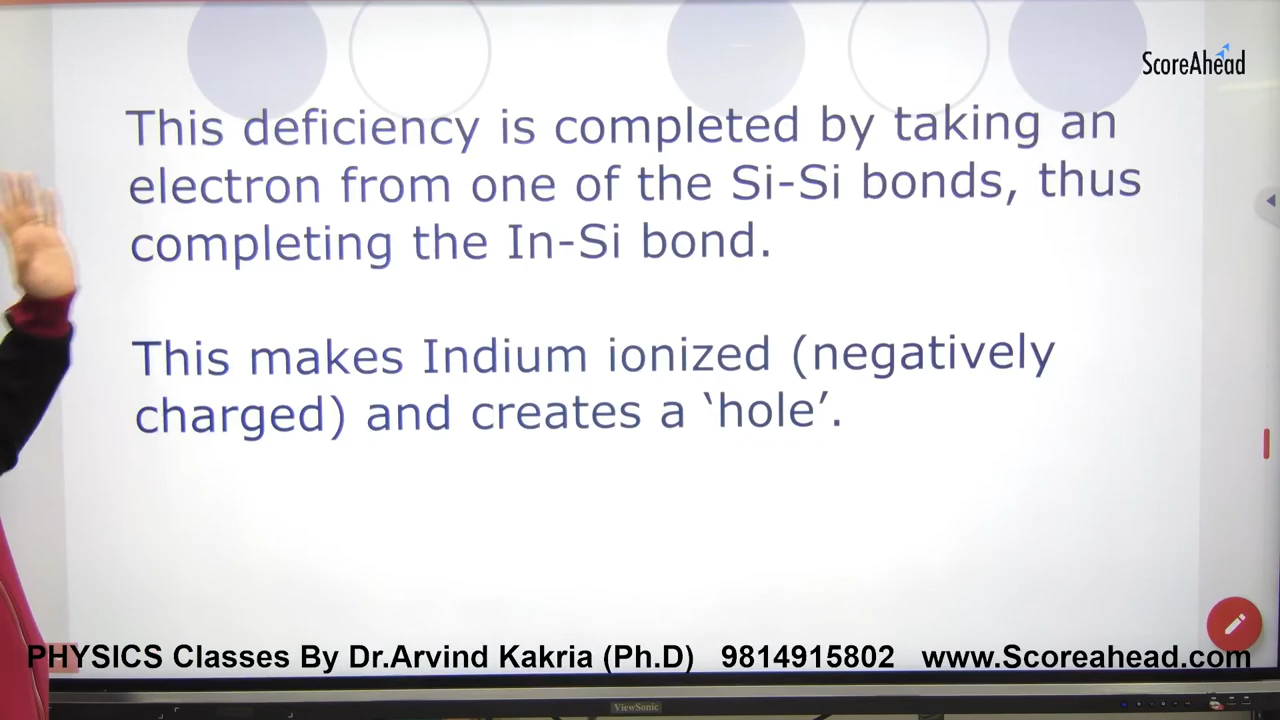 ScoreAhead
This deficiency is completed by taking an
electron from one of the Si-Si bonds, thus
completing the In-Si bond.
This makes Indium ionized (negatively
charged) and creates a ‘hole’.
PHYSICS Classes By Dr.Arvind Kakria (Ph.D) 9814915802 www.Scoreahead.com
ViewSonic